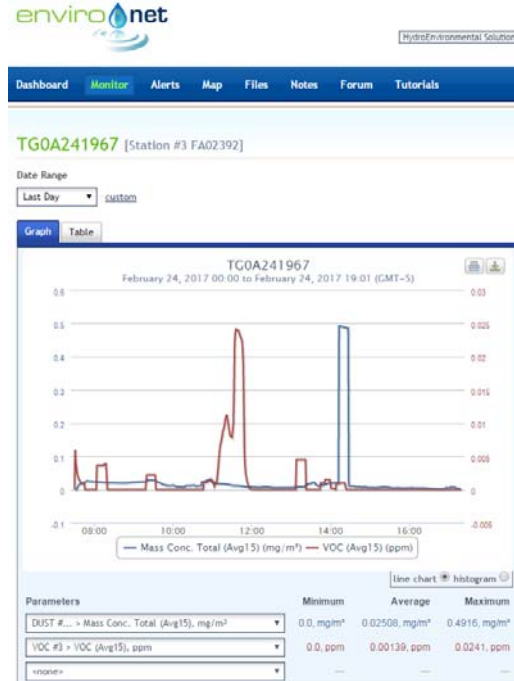 enviro net
HydroEnvironmental Solution
Dashboard Monitor Alerts Map Files Notes Forum Tutorials
TG0A241967 [Station #3 FA02392]
Date Range
Last Day custom
Graph Table
TG0A241967
February 24, 2017 00:00 to February 24, 2017 19:01 (GMT-5)
0.6 0.03
0.5 0.025
0.4 0.02
0.3 0.015
0.2 0.01
0.1 0.005
0 0
-0.1 -0.005
08:00 10:00 12:00 14:00 16:00
Mass Conc. Total (Avg15) (mg/m³) VOC (Avg15) (ppm)
line chart histogram
Parameters Minimum Average Maximum
DUST #... > Mass Conc. Total (Avg15), mg/m³ 0.0, mg/m³ 0.02508, mg/m³ 0.4916, mg/m³
VOC #3 > VOC (Avg15), ppm 0.0, ppm 0.00139, ppm 0.0241, ppm
<none> — — —